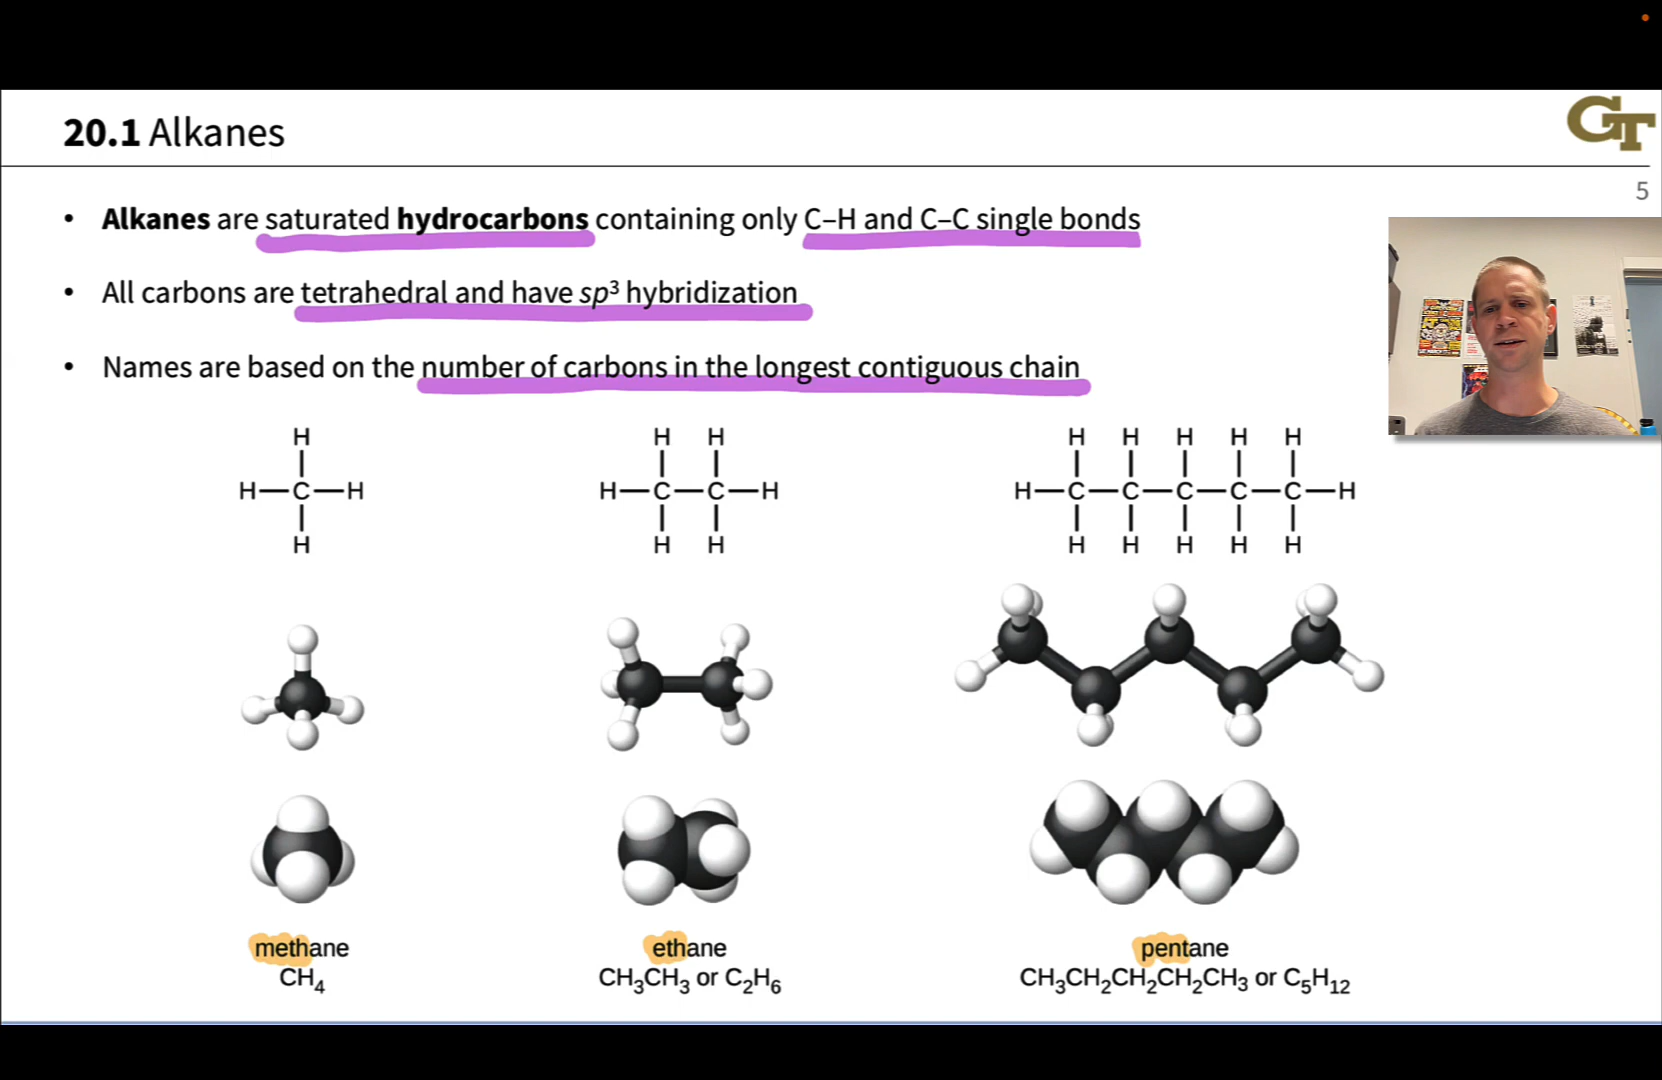 20.1 Alkanes
GT
5
• Alkanes are saturated hydrocarbons containing only C–H and C–C single bonds
• All carbons are tetrahedral and have sp³ hybridization
• Names are based on the number of carbons in the longest contiguous chain
H H H H H H H H
H—C—H H—C—C—H H—C—C—C—C—C—H
H H H H H H H H
methane ethane pentane
CH₄ CH₃CH₃ or C₂H₆ CH₃CH₂CH₂CH₂CH₃ or C₅H₁₂